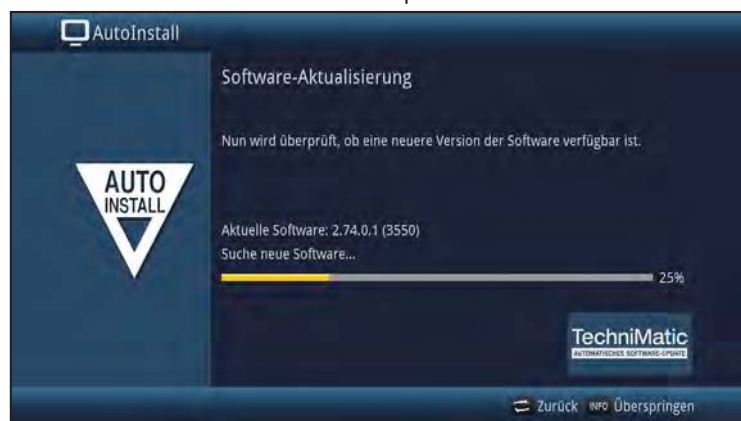 AutoInstall
Software-Aktualisierung
Nun wird überprüft, ob eine neuere Version der Software verfügbar ist.
AUTO
INSTALL
Aktuelle Software: 2.74.0.1 (3550)
Suche neue Software...
25%
TechniMatic
AUTOMATISCHES SOFTWARE-UPDATE
Zurück INFO Überspringen